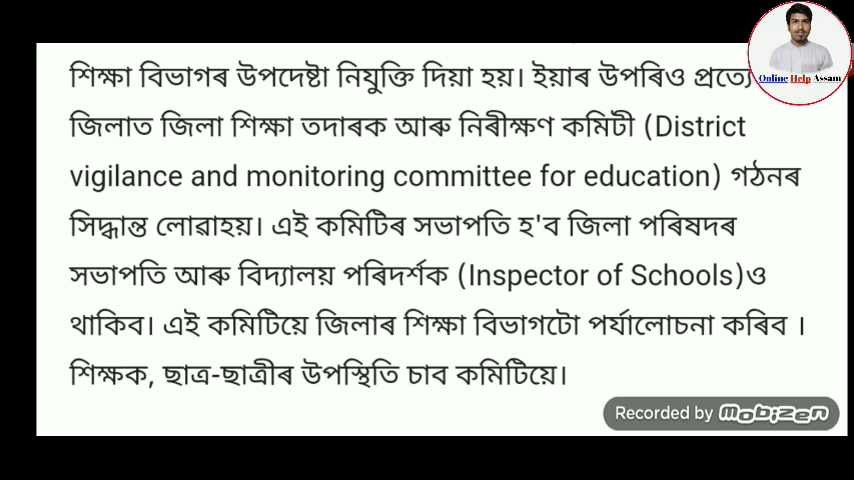 শিক্ষা বিভাগৰ উপদেষ্টা নিযুক্তি দিয়া হয়। ইয়াৰ উপৰিও প্ৰত্যে
জিলাত জিলা শিক্ষা তদাৰক আৰু নিৰীক্ষণ কমিটী (District
vigilance and monitoring committee for education) গঠনৰ
সিদ্ধান্ত লোৱাহয়। এই কমিটিৰ সভাপতি হ'ব জিলা পৰিষদৰ
সভাপতি আৰু বিদ্যালয় পৰিদৰ্শক (Inspector of Schools)ও
থাকিব। এই কমিটিয়ে জিলাৰ শিক্ষা বিভাগটো পৰ্যালোচনা কৰিব ।
শিক্ষক, ছাত্ৰ-ছাত্ৰীৰ উপস্থিতি চাব কমিটিয়ে।
Online Help Assam
Recorded by MOBIZEN